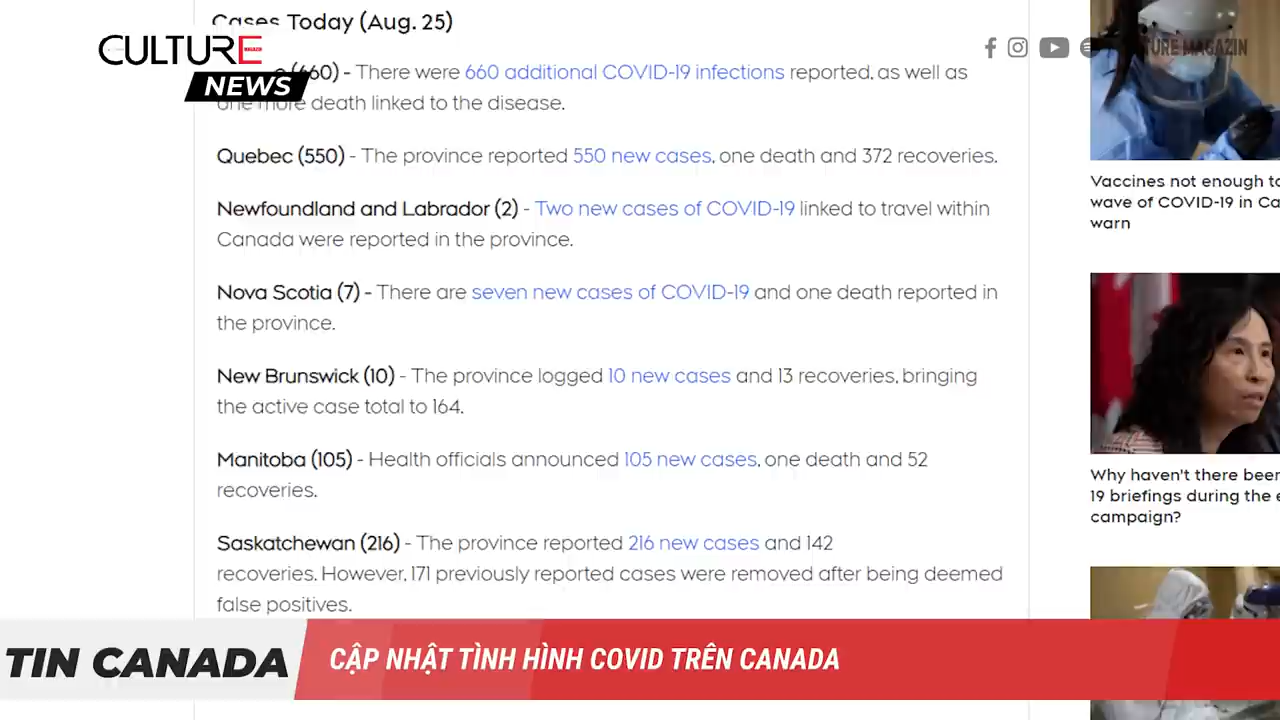 Cases Today (Aug. 25)
CULTURE
NEWS
(660) - There were 660 additional COVID-19 infections reported, as well as
one more death linked to the disease.
Quebec (550) - The province reported 550 new cases, one death and 372 recoveries.
Newfoundland and Labrador (2) - Two new cases of COVID-19 linked to travel within
Canada were reported in the province.
Nova Scotia (7) - There are seven new cases of COVID-19 and one death reported in
the province.
New Brunswick (10) - The province logged 10 new cases and 13 recoveries, bringing
the active case total to 164.
Manitoba (105) - Health officials announced 105 new cases, one death and 52
recoveries.
Saskatchewan (216) - The province reported 216 new cases and 142
recoveries. However, 171 previously reported cases were removed after being deemed
false positives.
MAGAZIN
Vaccines not enough to
wave of COVID-19 in Ca
warn
Why haven't there been
19 briefings during the e
campaign?
TIN CANADA
CẬP NHẬT TÌNH HÌNH COVID TRÊN CANADA